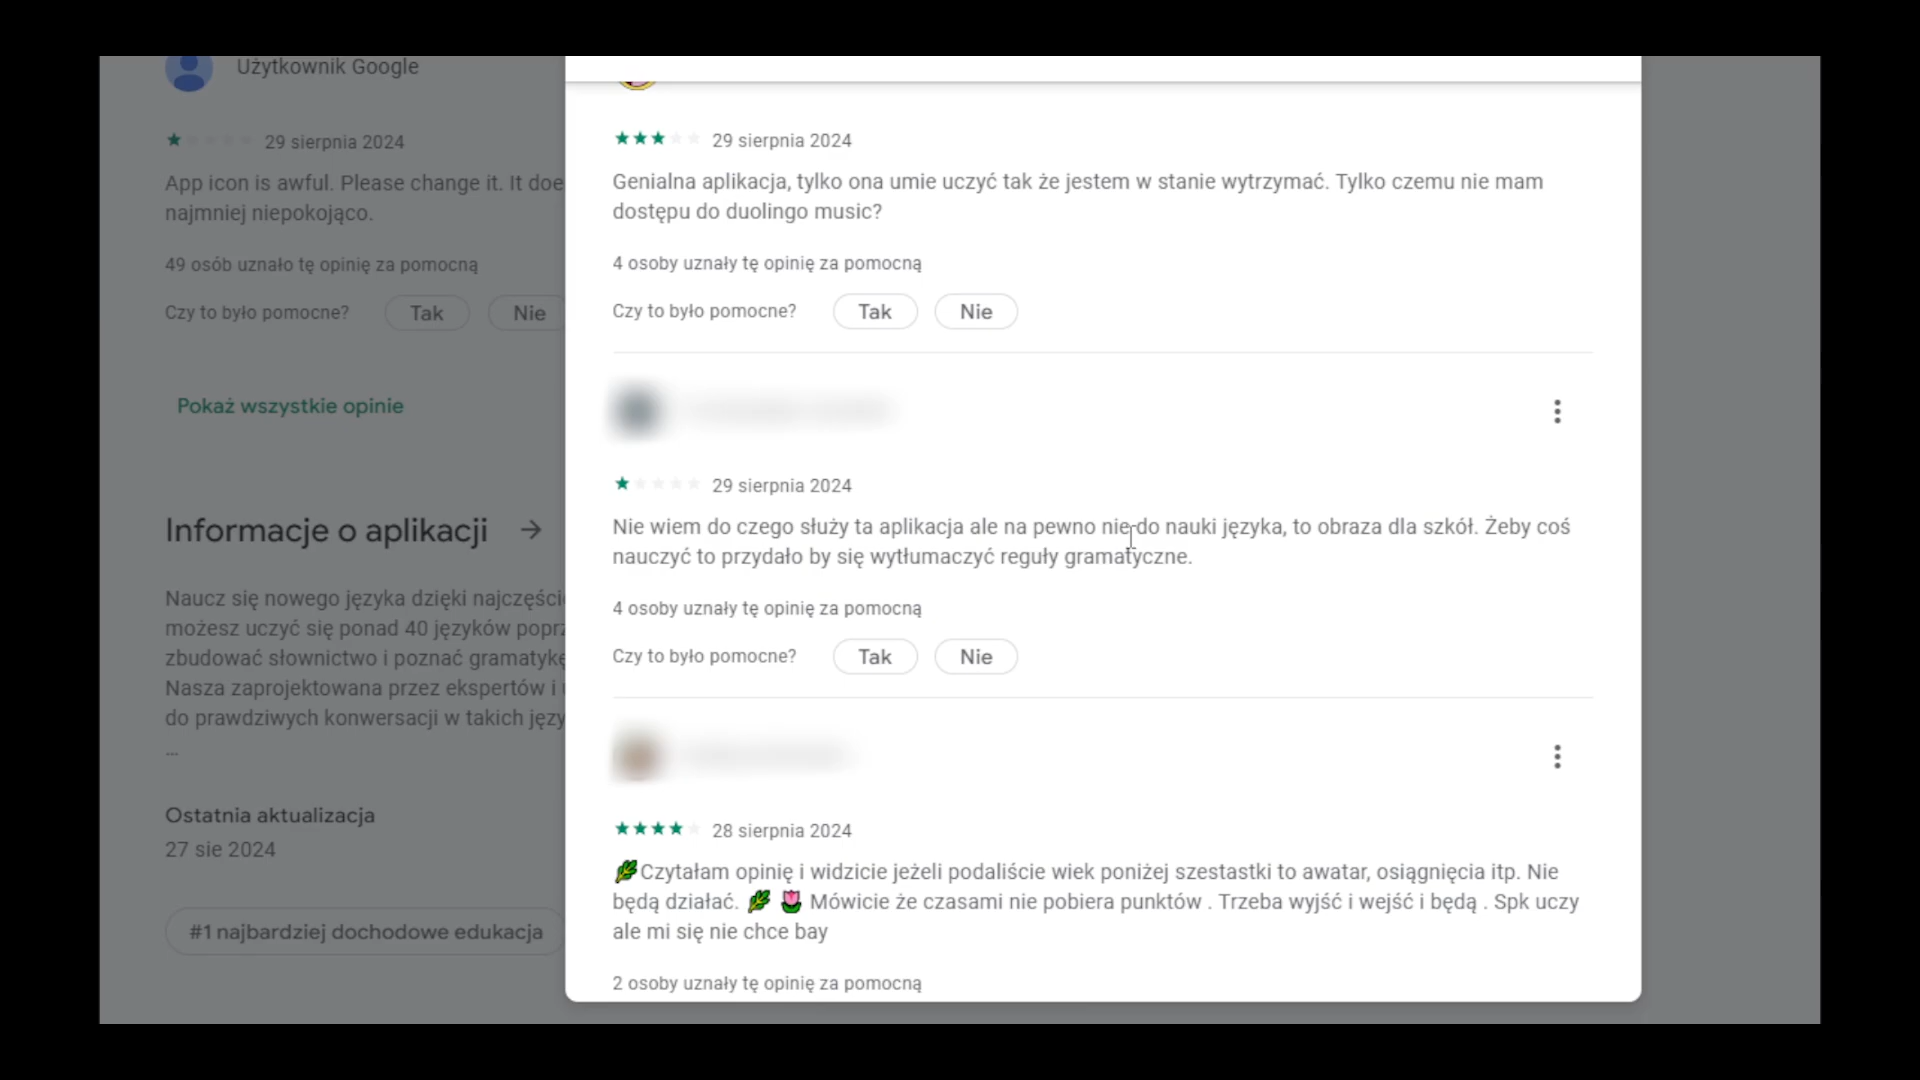 Użytkownik Google
29 sierpnia 2024
App icon is awful. Please change it. It doe
najmniej niepokojąco.
49 osób uznało tę opinię za pomocną
Czy to było pomocne? Tak Nie
Pokaż wszystkie opinie
Informacje o aplikacji
Naucz się nowego języka dzięki najczęści
możesz uczyć się ponad 40 języków poprz
zbudować słownictwo i poznać gramatykę
Nasza zaprojektowana przez ekspertów i
do prawdziwych konwersacji w takich języ
...
Ostatnia aktualizacja
27 sie 2024
#1 najbardziej dochodowe edukacja
29 sierpnia 2024
Genialna aplikacja, tylko ona umie uczyć tak że jestem w stanie wytrzymać. Tylko czemu nie mam
dostępu do duolingo music?
4 osoby uznały tę opinię za pomocną
Czy to było pomocne? Tak Nie
29 sierpnia 2024
Nie wiem do czego służy ta aplikacja ale na pewno nie do nauki języka, to obraza dla szkół. Żeby coś
nauczyć to przydało by się wytłumaczyć reguły gramatyczne.
4 osoby uznały tę opinię za pomocną
Czy to było pomocne? Tak Nie
28 sierpnia 2024
🌿Czytałam opinię i widzicie jeżeli podaliście wiek poniżej szestastki to awatar, osiągnięcia itp. Nie
będą działać. 🌿 🌷 Mówicie że czasami nie pobiera punktów . Trzeba wyjść i wejść i będą . Spk uczy
ale mi się nie chce bay
2 osoby uznały tę opinię za pomocną